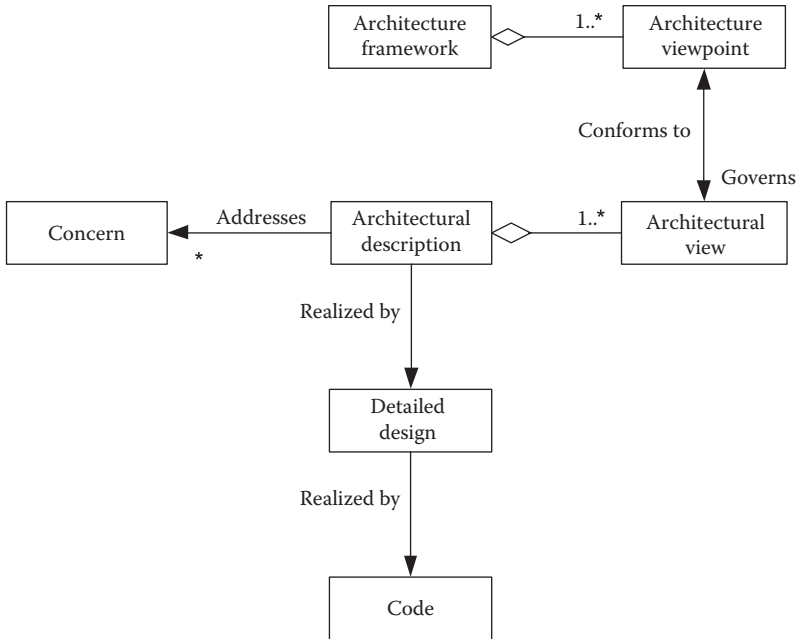 Architecture
framework
1..*
Architecture
viewpoint
Conforms to
Governs
Concern
Addresses
*
Architectural
description
1..*
Architectural
view
Realized by
Detailed
design
Realized by
Code